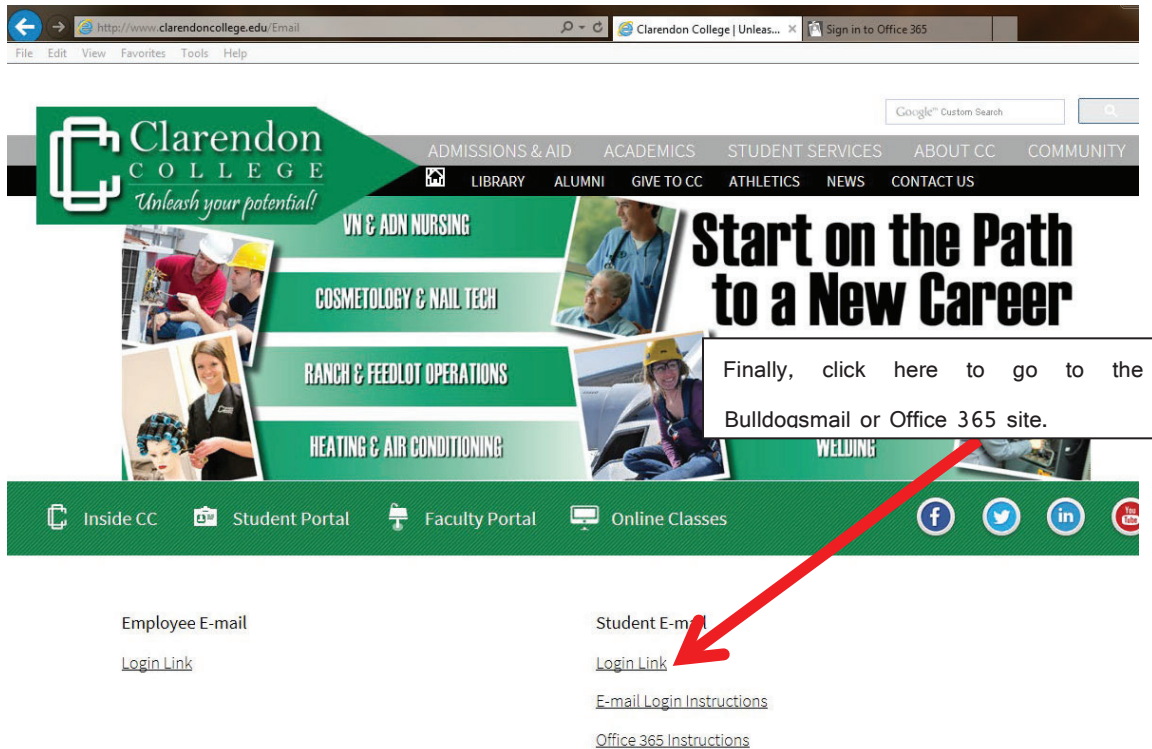 http://www.clarendoncollege.edu/Email
Clarendon College | Unleas...
Sign in to Office 365
File Edit View Favorites Tools Help
Google™ Custom Search
Clarendon
COLLEGE
Unleash your potential!
ADMISSIONS & AID ACADEMICS STUDENT SERVICES ABOUT CC COMMUNITY
LIBRARY ALUMNI GIVE TO CC ATHLETICS NEWS CONTACT US
VN & ADN NURSING
COSMETOLOGY & NAIL TECH
RANCH & FEEDLOT OPERATIONS
HEATING & AIR CONDITIONING
Start on the Path
to a New Career
Finally, click here to go to the
Bulldogsmail or Office 365 site.
WELDING
Inside CC Student Portal Faculty Portal Online Classes
You
Tube
Employee E-mail
Login Link
Student E-mail
Login Link
E-mail Login Instructions
Office 365 Instructions